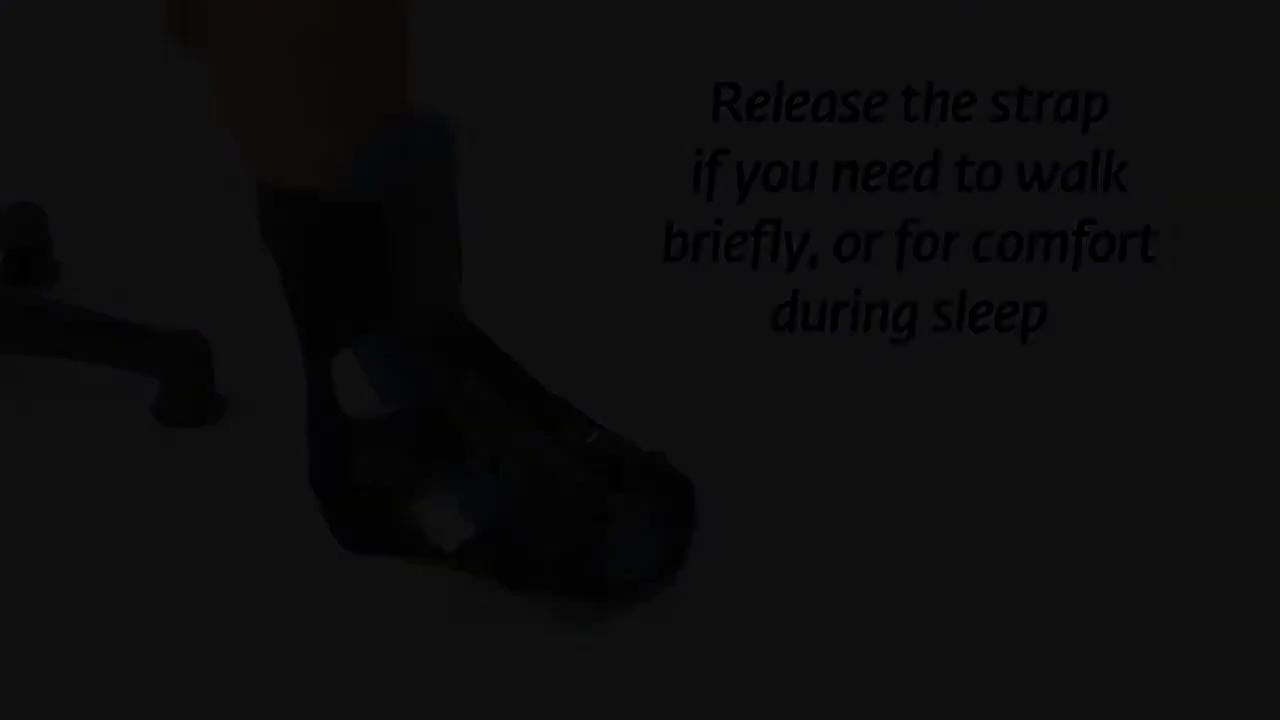 Release the strap
if you need to walk
briefly, or for comfort
during sleep